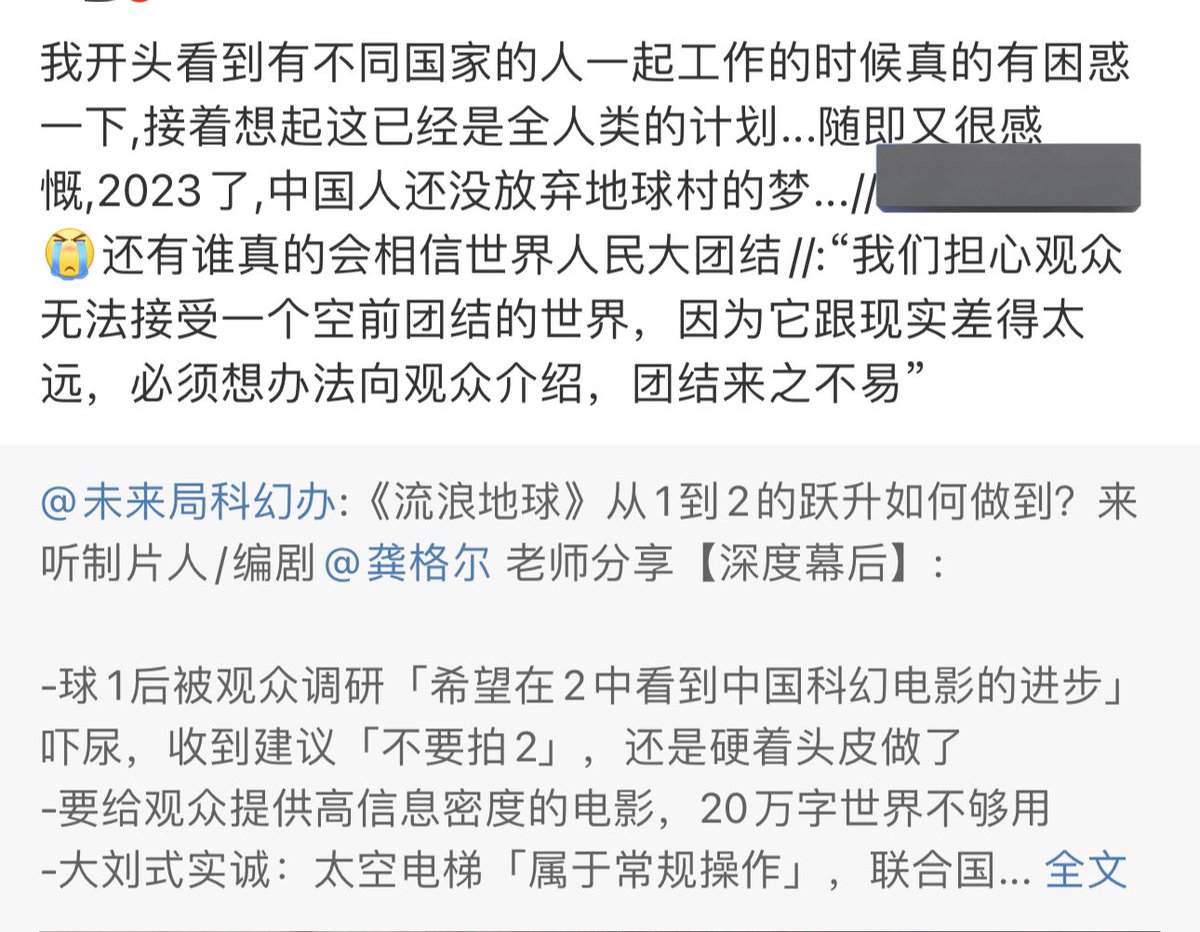 我开头看到有不同国家的人一起工作的时候真的有困惑
一下,接着想起这已经是全人类的计划...随即又很感
慨,2023了,中国人还没放弃地球村的梦...//
还有谁真的会相信世界人民大团结//:“我们担心观众
无法接受一个空前团结的世界，因为它跟现实差得太
远，必须想办法向观众介绍，团结来之不易”
@未来局科幻办:《流浪地球》从1到2的跃升如何做到？来
听制片人/编剧@龚格尔 老师分享【深度幕后】:
-球1后被观众调研「希望在2中看到中国科幻电影的进步」
吓尿，收到建议「不要拍2」，还是硬着头皮做了
-要给观众提供高信息密度的电影，20万字世界不够用
-大刘式实诚：太空电梯「属于常规操作」，联合国... 全文